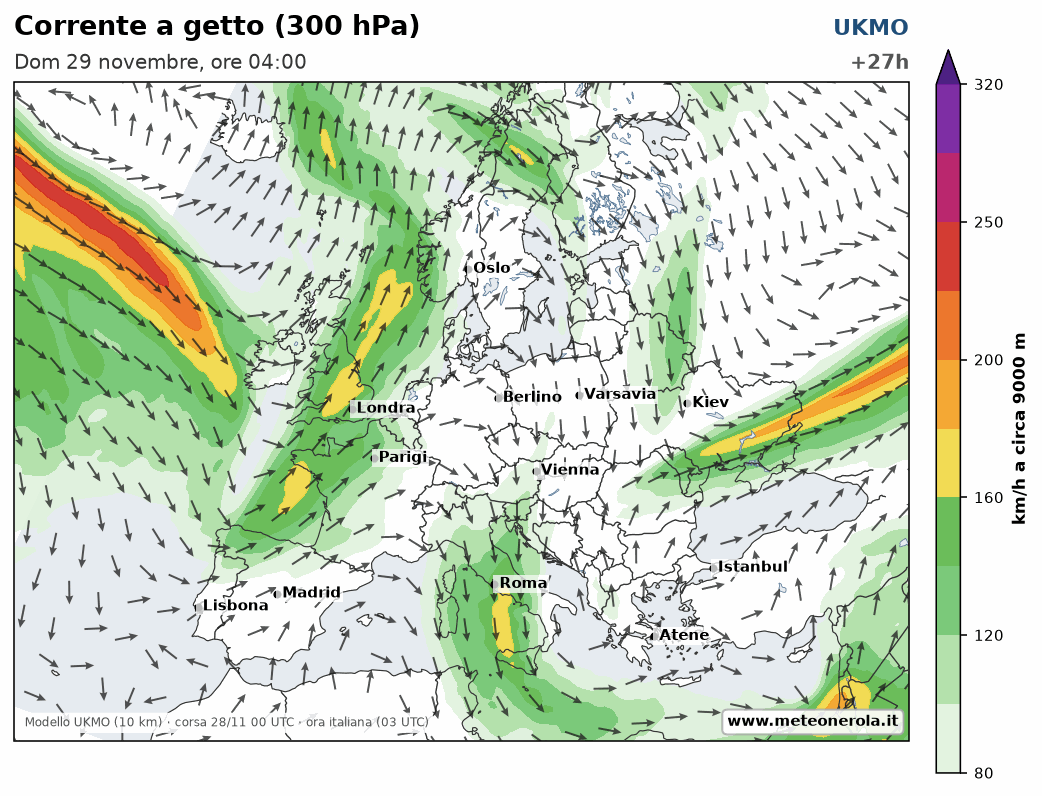 Corrente a getto (300 hPa)
UKMO
Dom 29 novembre, ore 04:00
+27h
320
250
200
160
120
80
km/h a circa 9000 m
Oslo
Berlino
Varsavia
Kiev
Londra
Parigi
Vienna
Istanbul
Roma
Madrid
Lisbona
Atene
Modello UKMO (10 km) · corsa 28/11 00 UTC · ora italiana (03 UTC)
www.meteonerola.it